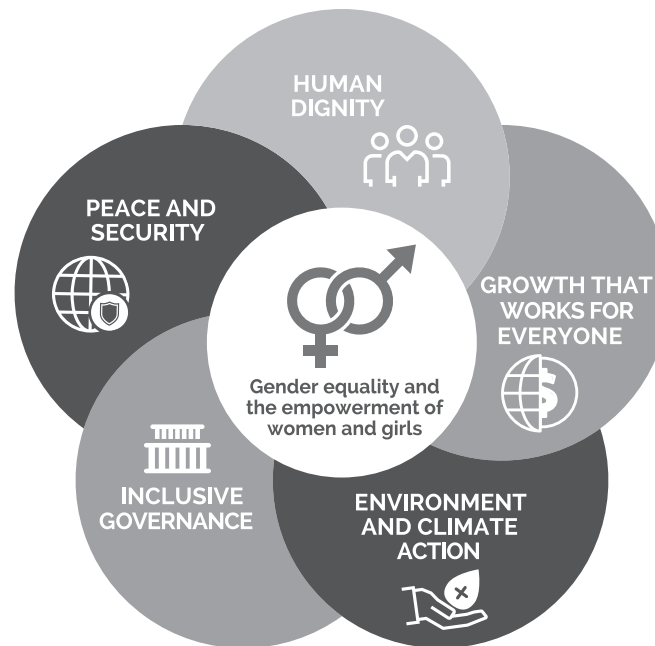 HUMAN
DIGNITY
PEACE AND
SECURITY
GROWTH THAT
WORKS FOR
EVERYONE
$
Gender equality and
the empowerment of
women and girls
INCLUSIVE
GOVERNANCE
ENVIRONMENT
AND CLIMATE
ACTION